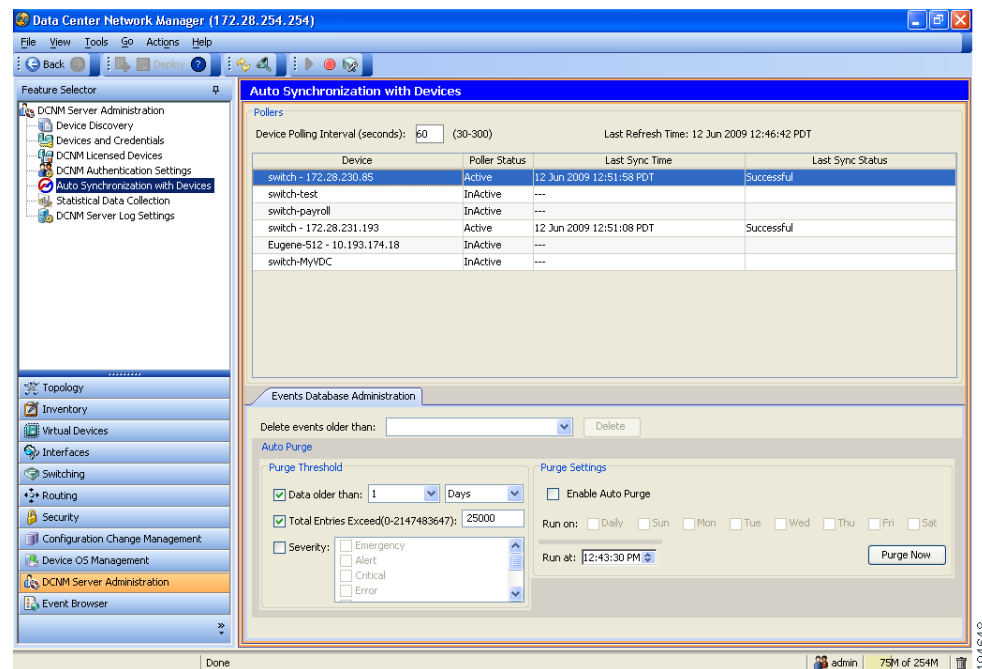 Data Center Network Manager (172.28.254.254)
File View Tools Go Actions Help
Back Deploy
Feature Selector
DCNM Server Administration
Device Discovery
Devices and Credentials
DCNM Licensed Devices
DCNM Authentication Settings
Auto Synchronization with Devices
Statistical Data Collection
DCNM Server Log Settings
Topology
Inventory
Virtual Devices
Interfaces
Switching
Routing
Security
Configuration Change Management
Device OS Management
DCNM Server Administration
Event Browser
Auto Synchronization with Devices
Pollers
Device Polling Interval (seconds): 60 (30-300) Last Refresh Time: 12 Jun 2009 12:46:42 PDT
Device Poller Status Last Sync Time Last Sync Status
switch - 172.28.230.85 Active 12 Jun 2009 12:51:58 PDT Successful
switch-test InActive ---
switch-payroll InActive ---
switch - 172.28.231.193 Active 12 Jun 2009 12:51:08 PDT Successful
Eugene-512 - 10.193.174.18 InActive ---
switch-MyVDC InActive ---
Events Database Administration
Delete events older than: Delete
Auto Purge
Purge Threshold
Data older than: 1 Days
Total Entries Exceed(0-2147483647): 25000
Severity: Emergency
Alert
Critical
Error
Purge Settings
Enable Auto Purge
Run on: Daily Sun Mon Tue Wed Thu Fri Sat
Run at: 12:43:30 PM Purge Now
Done admin 75M of 254M